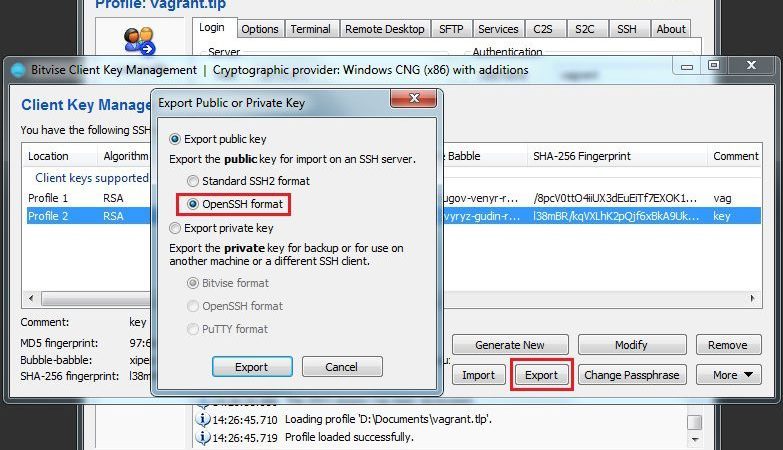 Profile: vagrant.tlp
Login Options Terminal Remote Desktop SFTP Services C2S S2C SSH About
Server Authentication
vagrant
Bitvise Client Key Management | Cryptographic provider: Windows CNG (x86) with additions
Client Key Manage
You have the following SSH
Location Algorithm Babble SHA-256 Fingerprint Comment
Client keys supported
Profile 1 RSA ugov-venyr-r... /8pcV0ttO4iiUX3dEuEiTf7EXOK1... vag
Profile 2 RSA vyryz-gudin-r... l38mBR/kqVXLhK2pQjf6xBkA9Uk... key
Export Public or Private Key
Export public key
Export the public key for import on an SSH server.
Standard SSH2 format
OpenSSH format
Export private key
Export the private key for backup or for use on
another machine or a different SSH client.
Bitvise format
OpenSSH format
PuTTY format
Export Cancel
Comment: key
MD5 fingerprint: 97:6
Bubble-babble: xipe
SHA-256 fingerprint: l38m
Generate New Modify Remove
Import Export Change Passphrase More
14:26:45.710 Loading profile 'D:\Documents\vagrant.tlp'.
14:26:45.719 Profile loaded successfully.